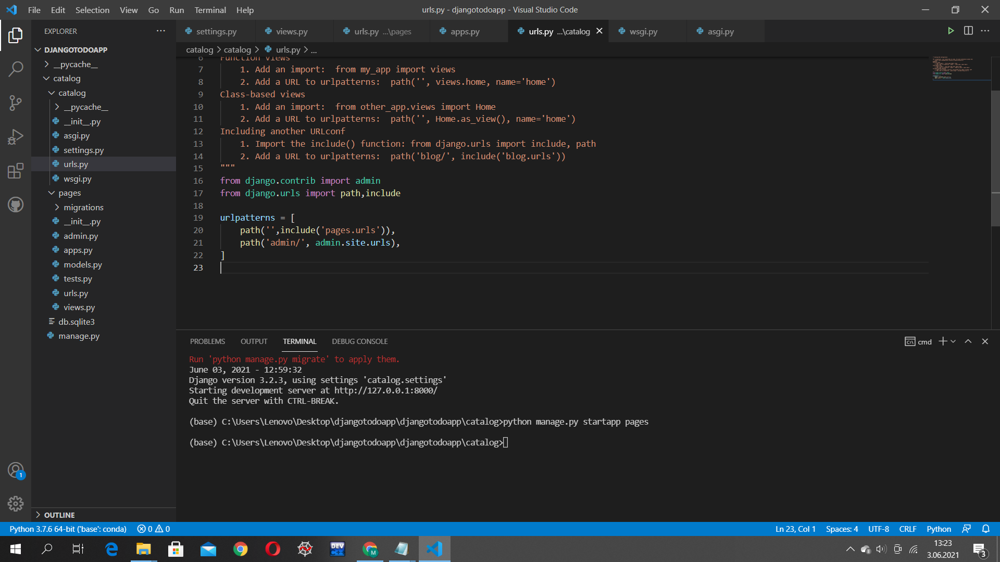 File Edit Selection View Go Run Terminal Help
urls.py - djangotodoapp - Visual Studio Code
EXPLORER
settings.py
views.py
urls.py ...\pages
apps.py
urls.py ...\catalog
wsgi.py
asgi.py
DJANGOTODOAPP
__pycache__
catalog
catalog
__pycache__
__init__.py
asgi.py
settings.py
urls.py
wsgi.py
pages
migrations
__init__.py
admin.py
apps.py
models.py
tests.py
urls.py
views.py
db.sqlite3
manage.py
OUTLINE
catalog > catalog > urls.py > ...
6 Function views
7 1. Add an import:  from my_app import views
8 2. Add a URL to urlpatterns:  path('', views.home, name='home')
9 Class-based views
10 1. Add an import:  from other_app.views import Home
11 2. Add a URL to urlpatterns:  path('', Home.as_view(), name='home')
12 Including another URLconf
13 1. Import the include() function: from django.urls import include, path
14 2. Add a URL to urlpatterns:  path('blog/', include('blog.urls'))
15 """
16 from django.contrib import admin
17 from django.urls import path,include
18
19 urlpatterns = [
20 path('',include('pages.urls')),
21 path('admin/', admin.site.urls),
22 ]
23
PROBLEMS OUTPUT TERMINAL DEBUG CONSOLE
cmd
Run 'python manage.py migrate' to apply them.
June 03, 2021 - 12:59:32
Django version 3.2.3, using settings 'catalog.settings'
Starting development server at http://127.0.0.1:8000/
Quit the server with CTRL-BREAK.
(base) C:\Users\Lenovo\Desktop\djangotodoapp\djangotodoapp\catalog>python manage.py startapp pages
(base) C:\Users\Lenovo\Desktop\djangotodoapp\djangotodoapp\catalog>
1
Python 3.7.6 64-bit ('base': conda) 0 0
Ln 23, Col 1 Spaces: 4 UTF-8 CRLF Python
DEV
C++
M
13:23
3.06.2021
3